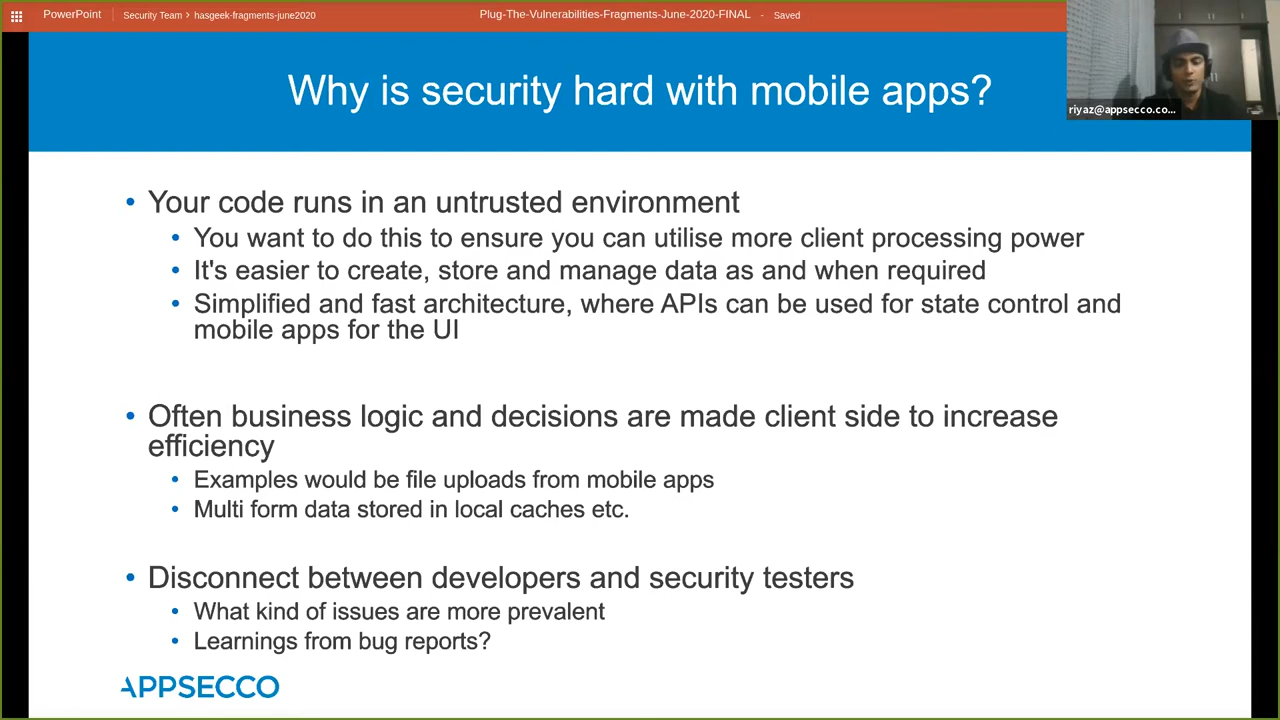 PowerPoint
Security Team > hasgeek-fragments-june2020
Plug-The-Vulnerabilities-Fragments-June-2020-FINAL - Saved
riyaz@appsecco.co...
Why is security hard with mobile apps?
• Your code runs in an untrusted environment
• You want to do this to ensure you can utilise more client processing power
• It's easier to create, store and manage data as and when required
• Simplified and fast architecture, where APIs can be used for state control and
mobile apps for the UI
• Often business logic and decisions are made client side to increase
efficiency
• Examples would be file uploads from mobile apps
• Multi form data stored in local caches etc.
• Disconnect between developers and security testers
• What kind of issues are more prevalent
• Learnings from bug reports?
APPSECCO